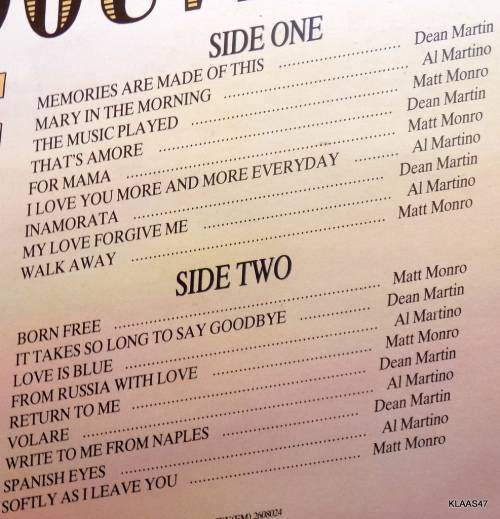 SIDE ONE
MEMORIES ARE MADE OF THIS .......... Dean Martin
MARY IN THE MORNING .......... Al Martino
THE MUSIC PLAYED .......... Matt Monro
THAT'S AMORE .......... Dean Martin
FOR MAMA .......... Matt Monro
I LOVE YOU MORE AND MORE EVERYDAY .......... Al Martino
INAMORATA .......... Dean Martin
MY LOVE FORGIVE ME .......... Al Martino
WALK AWAY .......... Matt Monro
SIDE TWO
BORN FREE .......... Matt Monro
IT TAKES SO LONG TO SAY GOODBYE .......... Dean Martin
LOVE IS BLUE .......... Al Martino
FROM RUSSIA WITH LOVE .......... Matt Monro
RETURN TO ME .......... Dean Martin
VOLARE .......... Al Martino
WRITE TO ME FROM NAPLES .......... Dean Martin
SPANISH EYES .......... Al Martino
SOFTLY AS I LEAVE YOU .......... Matt Monro
2608024
KLAAS47